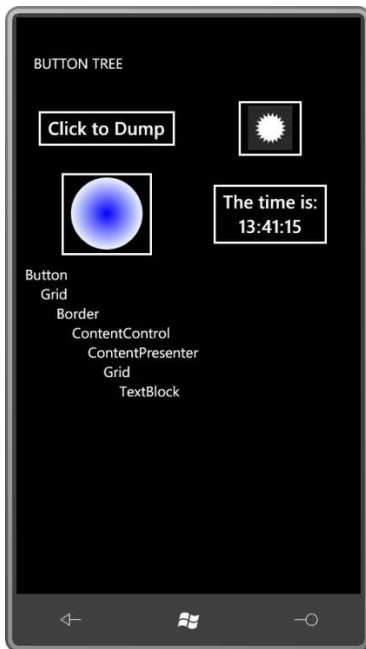 BUTTON TREE
Click to Dump
The time is:
13:41:15
Button
Grid
Border
ContentControl
ContentPresenter
Grid
TextBlock